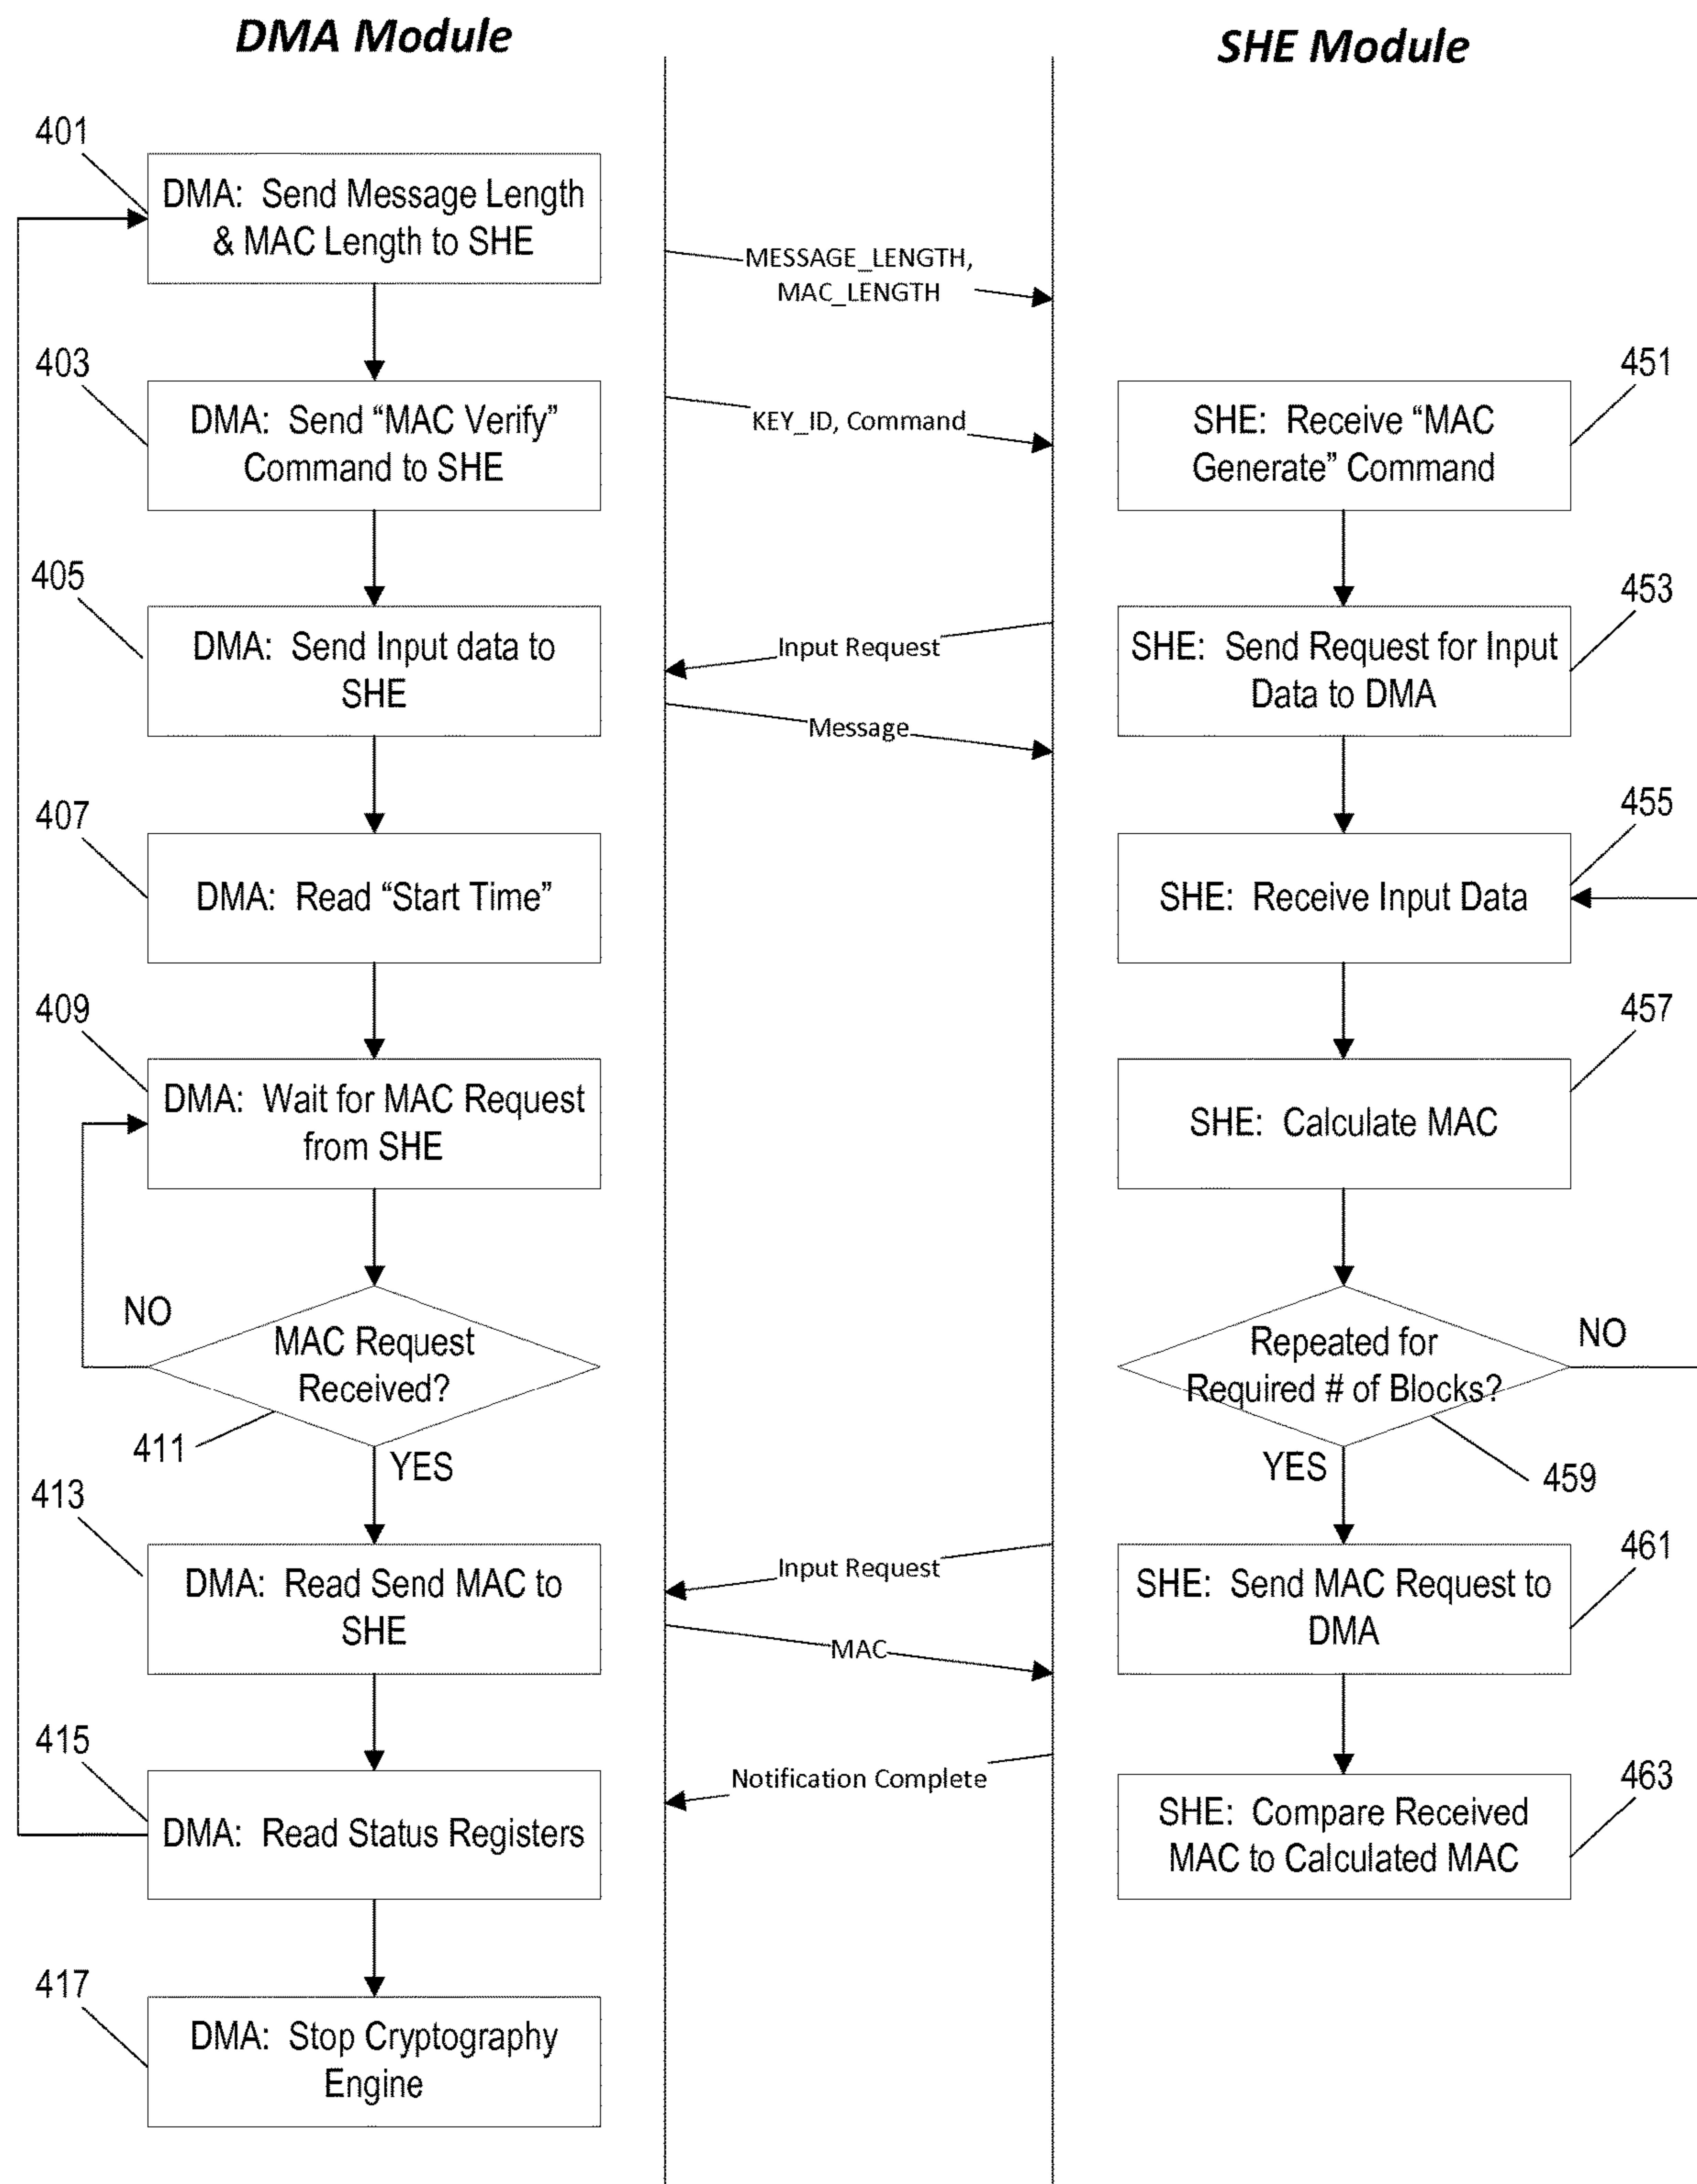 DMA Module
SHE Module
401
DMA: Send Message Length
& MAC Length to SHE
MESSAGE_LENGTH,
MAC_LENGTH
403
DMA: Send “MAC Verify”
Command to SHE
KEY_ID, Command
451
SHE: Receive “MAC
Generate” Command
405
DMA: Send Input data to
SHE
Input Request
Message
453
SHE: Send Request for Input
Data to DMA
407
DMA: Read “Start Time”
455
SHE: Receive Input Data
409
DMA: Wait for MAC Request
from SHE
457
SHE: Calculate MAC
NO
MAC Request
Received?
411
YES
Repeated for
Required # of Blocks?
NO
YES
459
413
DMA: Read Send MAC to
SHE
Input Request
MAC
461
SHE: Send MAC Request to
DMA
415
DMA: Read Status Registers
Notification Complete
463
SHE: Compare Received
MAC to Calculated MAC
417
DMA: Stop Cryptography
Engine